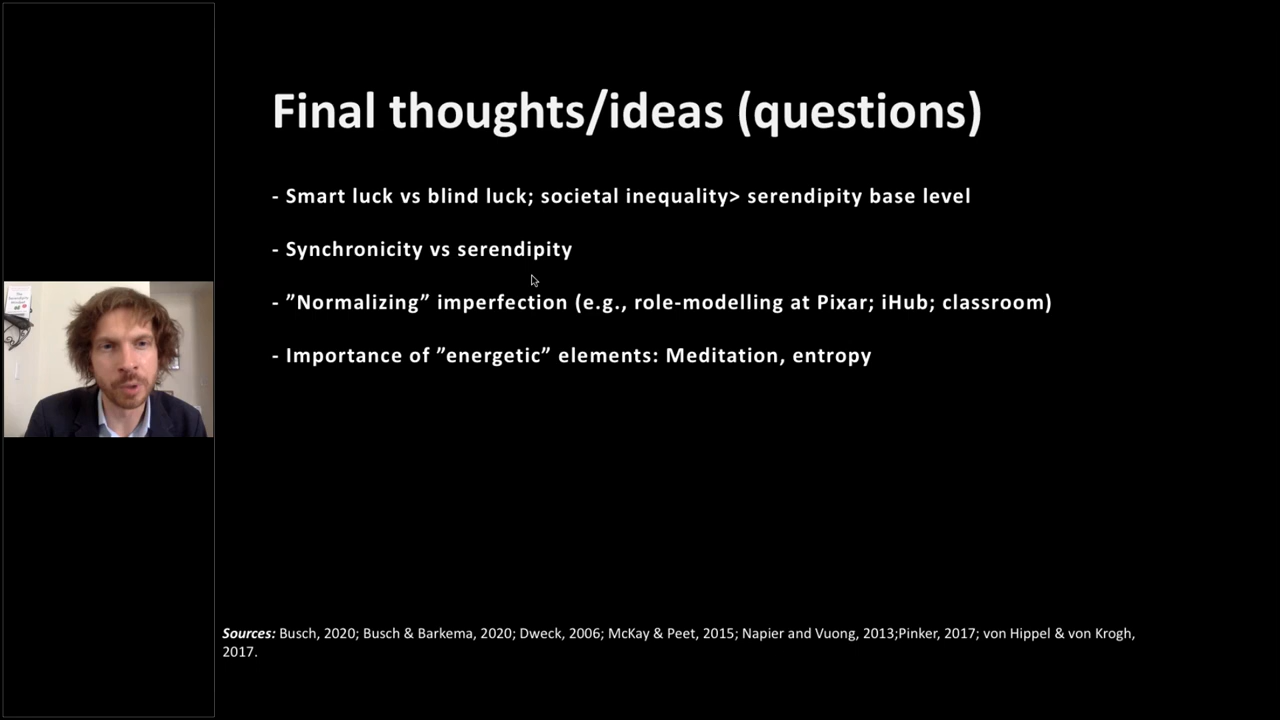 Final thoughts/ideas (questions)
- Smart luck vs blind luck; societal inequality> serendipity base level
- Synchronicity vs serendipity
- ”Normalizing” imperfection (e.g., role-modelling at Pixar; iHub; classroom)
- Importance of ”energetic” elements: Meditation, entropy
Sources: Busch, 2020; Busch & Barkema, 2020; Dweck, 2006; McKay & Peet, 2015; Napier and Vuong, 2013;Pinker, 2017; von Hippel & von Krogh,
2017.